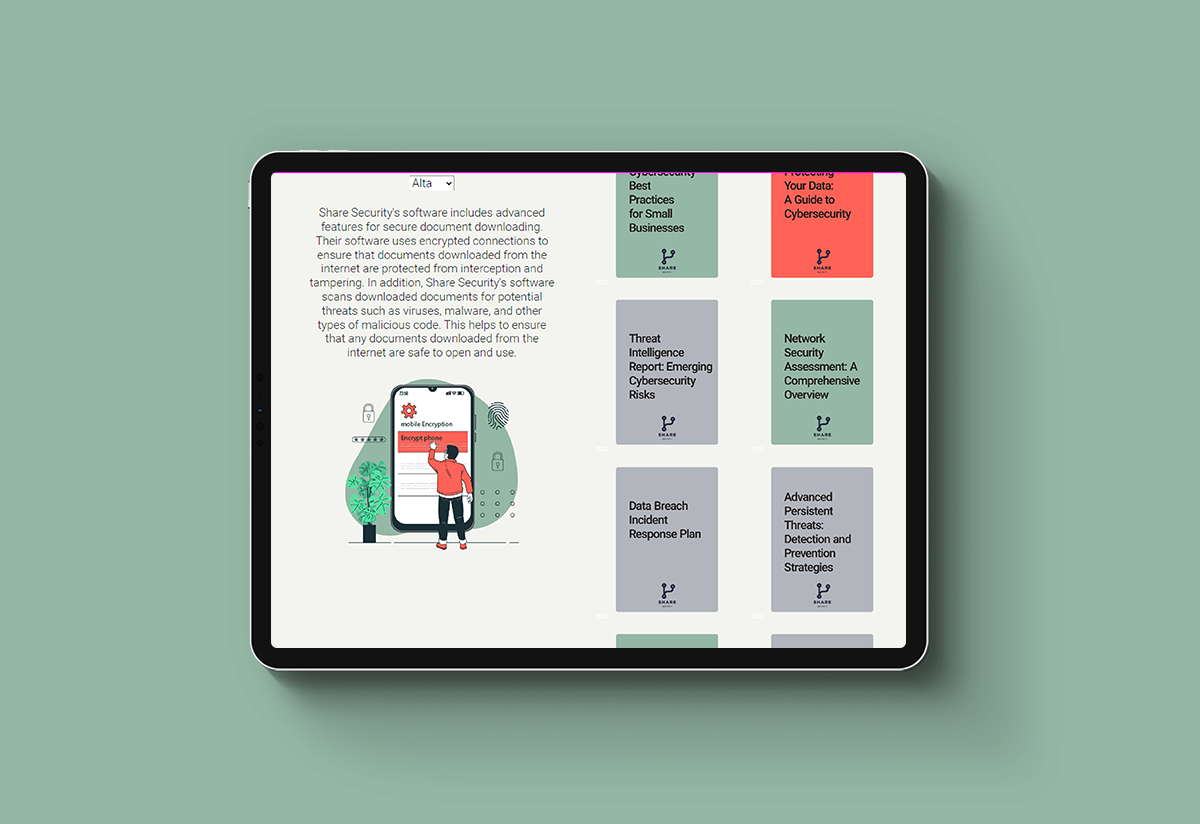 Alta
Share Security's software includes advanced
features for secure document downloading.
Their software uses encrypted connections to
ensure that documents downloaded from the
internet are protected from interception and
tampering. In addition, Share Security's software
scans downloaded documents for potential
threats such as viruses, malware, and other
types of malicious code. This helps to ensure
that any documents downloaded from the
internet are safe to open and use.
mobile Encryption
Encrypt phone
Cybersecurity
Best
Practices
for Small
Businesses
SHARE
Protecting
Your Data:
A Guide to
Cybersecurity
SHARE
Threat
Intelligence
Report: Emerging
Cybersecurity
Risks
SHARE
Network
Security
Assessment: A
Comprehensive
Overview
SHARE
Data Breach
Incident
Response Plan
SHARE
Advanced
Persistent
Threats:
Detection and
Prevention
Strategies
SHARE